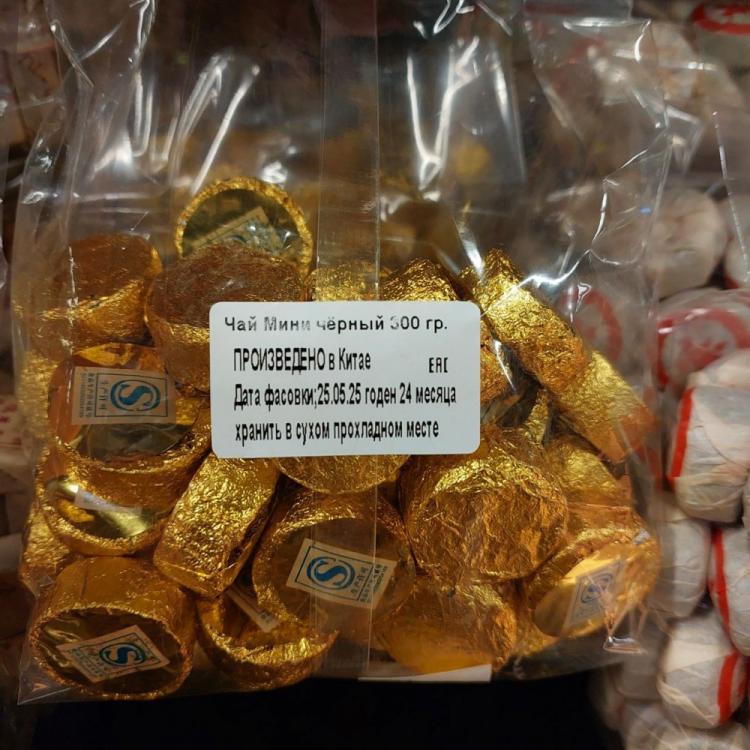 Чай Мини чёрный 300 гр.
ПРОИЗВЕДЕНО в Китае EAC
Дата фасовки;25.05.25 годен 24 месяца
хранить в сухом прохладном месте